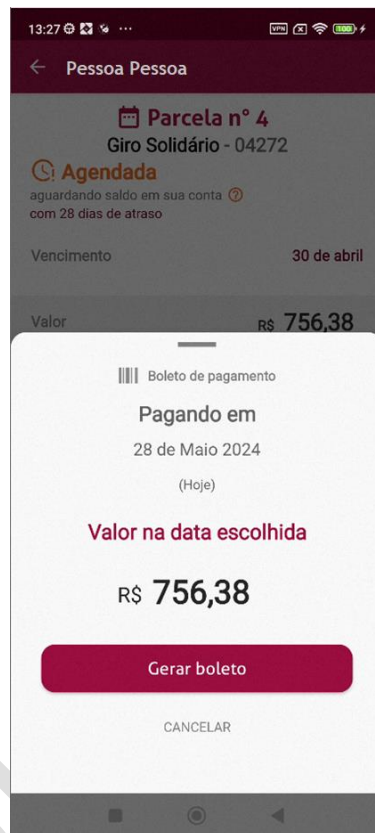 13:27 ...
VPN 100
Pessoa Pessoa
Parcela n° 4
Giro Solidário - 04272
Agendada
aguardando saldo em sua conta ?
com 28 dias de atraso
Vencimento 30 de abril
Valor R$ 756,38
Boleto de pagamento
Pagando em
28 de Maio 2024
(Hoje)
Valor na data escolhida
R$ 756,38
Gerar boleto
CANCELAR